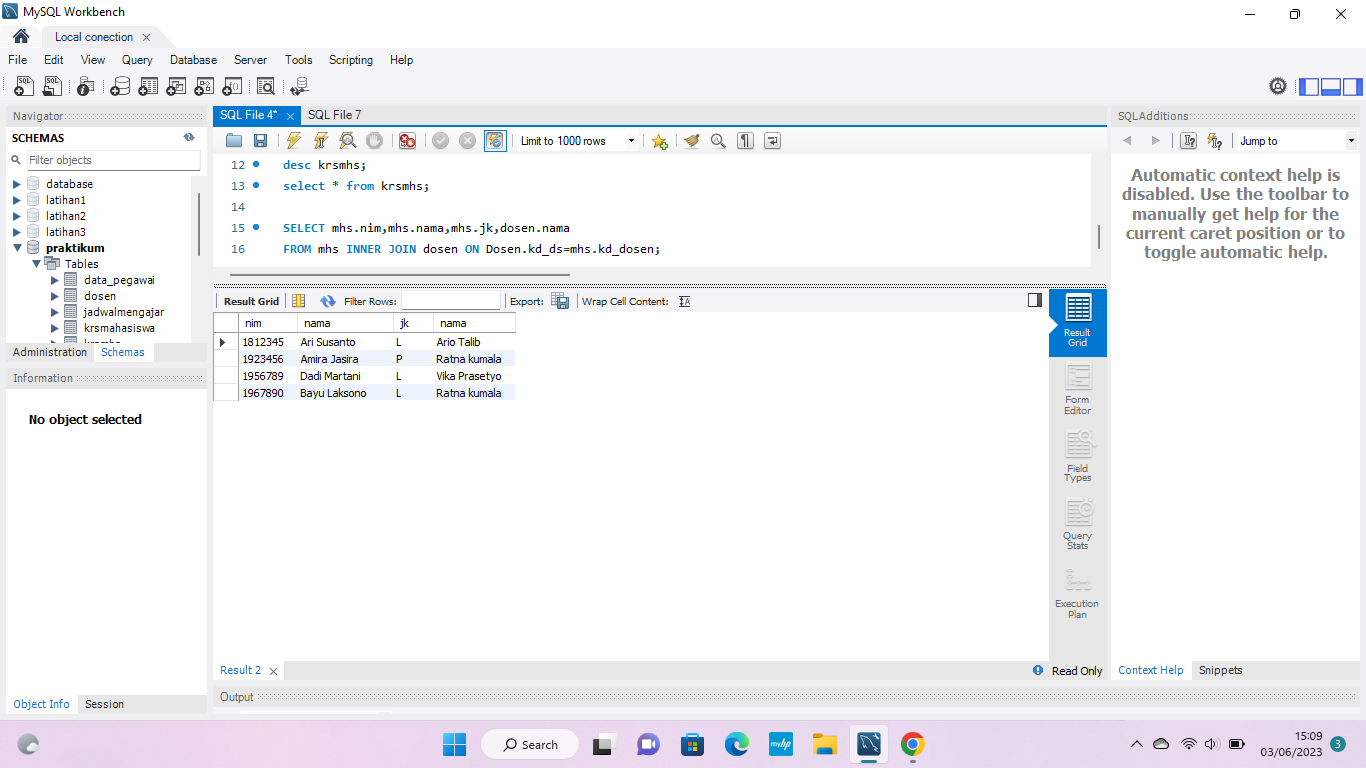 MySQL Workbench
Local conection
File Edit View Query Database Server Tools Scripting Help
Navigator
SCHEMAS
Filter objects
database
latihan1
latihan2
latihan3
praktikum
Tables
data_pegawai
dosen
jadwalmengajar
krsmahasiswa
Administration Schemas
Information
No object selected
Object Info Session
SQL File 4* SQL File 7
Limit to 1000 rows
12 desc krsmhs;
13 select * from krsmhs;
14
15 SELECT mhs.nim,mhs.nama,mhs.jk,dosen.nama
16 FROM mhs INNER JOIN dosen ON Dosen.kd_ds=mhs.kd_dosen;
Result Grid Filter Rows: Export: Wrap Cell Content:
nim nama jk nama
1812345 Ari Susanto L Ario Talib
1923456 Amira Jasira P Ratna kumala
1956789 Dadi Martani L Vika Prasetyo
1967890 Bayu Laksono L Ratna kumala
Result
Grid
Form
Editor
Field
Types
Query
Stats
Execution
Plan
Result 2 Read Only
Output
SQLAdditions
Jump to
Automatic context help is
disabled. Use the toolbar to
manually get help for the
current caret position or to
toggle automatic help.
Context Help Snippets
Search
myhp
15:09
03/06/2023
3